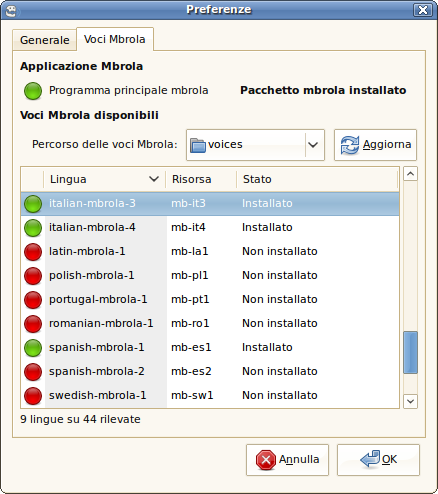 Preferenze
Generale Voci Mbrola
Applicazione Mbrola
Programma principale mbrola Pacchetto mbrola installato
Voci Mbrola disponibili
Percorso delle voci Mbrola: voices Aggiorna
Lingua Risorsa Stato
italian-mbrola-3 mb-it3 Installato
italian-mbrola-4 mb-it4 Installato
latin-mbrola-1 mb-la1 Non installato
polish-mbrola-1 mb-pl1 Non installato
portugal-mbrola-1 mb-pt1 Non installato
romanian-mbrola-1 mb-ro1 Non installato
spanish-mbrola-1 mb-es1 Installato
spanish-mbrola-2 mb-es2 Non installato
swedish-mbrola-1 mb-sw1 Non installato
9 lingue su 44 rilevate
Annulla OK